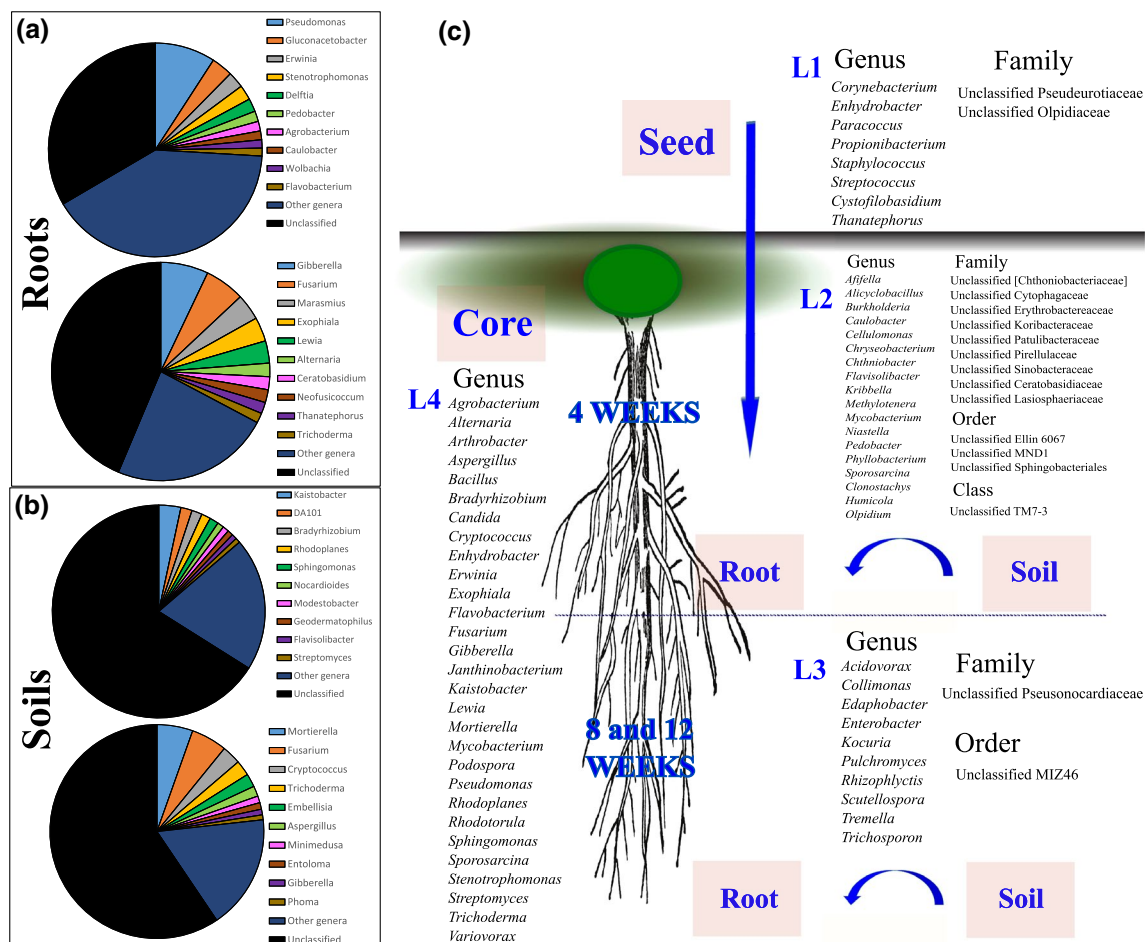 (a)
Roots
Pseudomonas
Gluconacetobacter
Erwinia
Stenotrophomonas
Delftia
Pedobacter
Agrobacterium
Caulobacter
Wolbachia
Flavobacterium
Other genera
Unclassified
Gibberella
Fusarium
Marasmius
Exophiala
Lewia
Alternaria
Ceratobasidium
Neofusicoccum
Thanatephorus
Trichoderma
Other genera
Unclassified
(b)
Soils
Kaistobacter
DA101
Bradyrhizobium
Rhodoplanes
Sphingomonas
Nocardioides
Modestobacter
Geodermatophilus
Flavisolibacter
Streptomyces
Other genera
Unclassified
Mortierella
Fusarium
Cryptococcus
Trichoderma
Embellisia
Aspergillus
Minimedusa
Entoloma
Gibberella
Phoma
Other genera
Unclassified
(c)
Seed
L1
Genus
Corynebacterium
Enhydrobacter
Paracoccus
Propionibacterium
Staphylococcus
Streptococcus
Cystofilobasidium
Thanatephorus
Family
Unclassified Pseudeurotiaceae
Unclassified Olpidiaceae
L2
Genus
Afifella
Alicyclobacillus
Burkholderia
Caulobacter
Cellulomonas
Chryseobacterium
Chthniobacter
Flavisolibacter
Kribbella
Methylotenera
Mycobacterium
Niastella
Pedobacter
Phyllobacterium
Sporosarcina
Clonostachys
Humicola
Olpidium
Family
Unclassified [Chthoniobacteriaceae]
Unclassified Cytophagaceae
Unclassified Erythrobactereaceae
Unclassified Koribacteraceae
Unclassified Patulibacteraceae
Unclassified Pirellulaceae
Unclassified Sinobacteraceae
Unclassified Ceratobasidiaceae
Unclassified Lasiosphaeriaceae
Order
Unclassified Ellin 6067
Unclassified MND1
Unclassified Sphingobacteriales
Class
Unclassified TM7-3
Core
L4
Genus
Agrobacterium
Alternaria
Arthrobacter
Aspergillus
Bacillus
Bradyrhizobium
Candida
Cryptococcus
Enhydrobacter
Erwinia
Exophiala
Flavobacterium
Fusarium
Gibberella
Janthinobacterium
Kaistobacter
Lewia
Mortierella
Mycobacterium
Podospora
Pseudomonas
Rhodoplanes
Rhodotorula
Sphingomonas
Sporosarcina
Stenotrophomonas
Streptomyces
Trichoderma
Variovorax
4 WEEKS
Root
Soil
L3
Genus
Acidovorax
Collimonas
Edaphobacter
Enterobacter
Kocuria
Pulchromyces
Rhizophlyctis
Scutellospora
Tremella
Trichosporon
Family
Unclassified Pseusonocardiaceae
Order
Unclassified MIZ46
8 and 12
WEEKS
Root
Soil